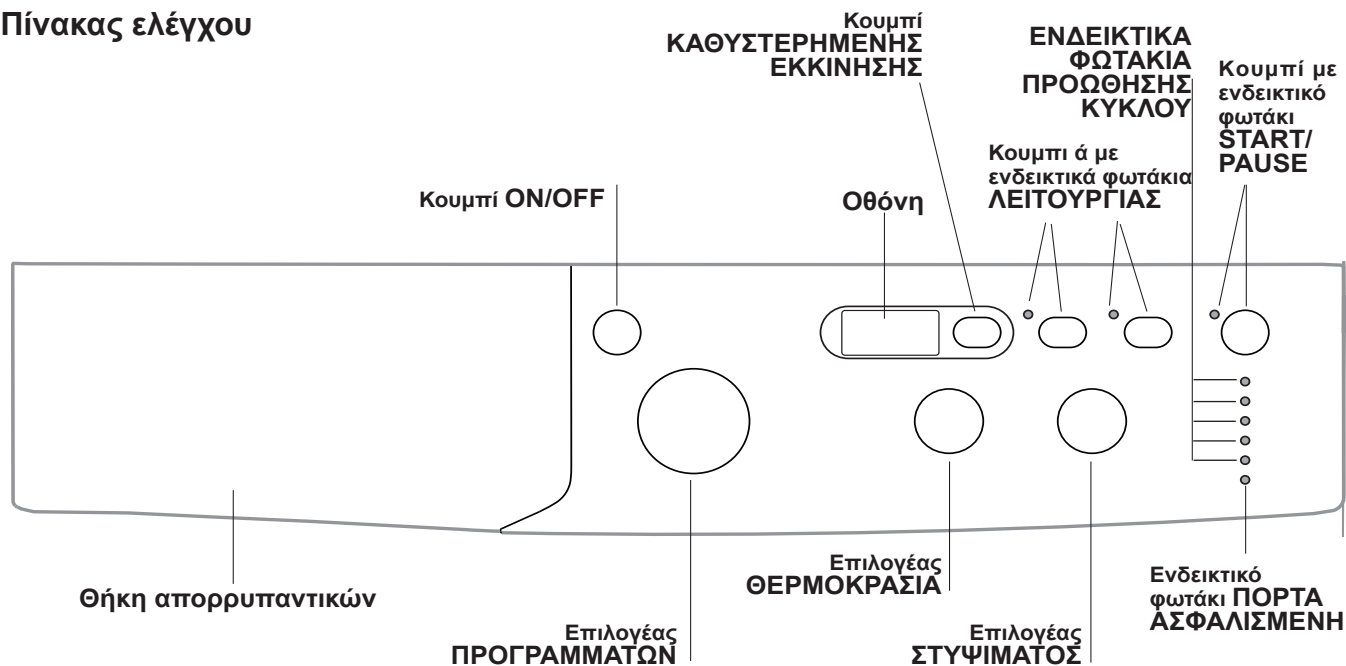 Πίνακας ελέγχου
Κουμπί
ΚΑΘΥΣΤΕΡΗΜΕΝΗΣ
ΕΚΚΙΝΗΣΗΣ
ΕΝΔΕΙΚΤΙΚΑ
ΦΩΤΑΚΙΑ
ΠΡΟΩΘΗΣΗΣ
ΚΥΚΛΟΥ
Κουμπί με
ενδεικτικό
φωτάκι
START/
PAUSE
Κουμπι ά με
ενδεικτικά φωτάκια
ΛΕΙΤΟΥΡΓΙΑΣ
Κουμπί ON/OFF
Οθόνη
Θήκη απορρυπαντικών
Επιλογέας
ΠΡΟΓΡΑΜΜΑΤΩΝ
Επιλογέας
ΘΕΡΜΟΚΡΑΣΙΑ
Επιλογέας
ΣΤΥΨΙΜΑΤΟΣ
Ενδεικτικό
φωτάκι ΠΟΡΤΑ
ΑΣΦΑΛΙΣΜΕΝΗ